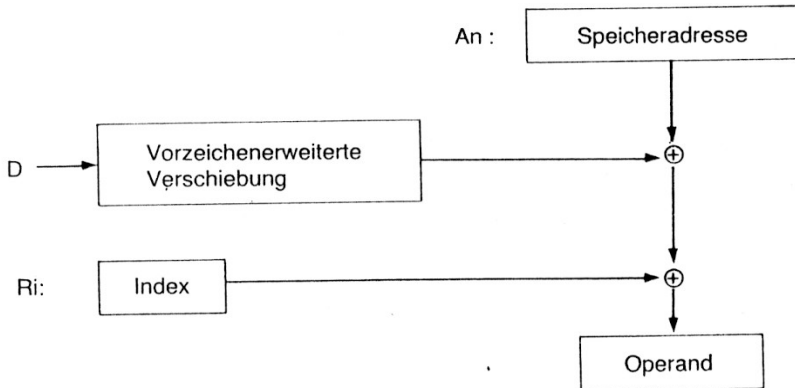 An : Speicheradresse
D
Vorzeichenerweiterte
Verschiebung
Ri: Index
Operand